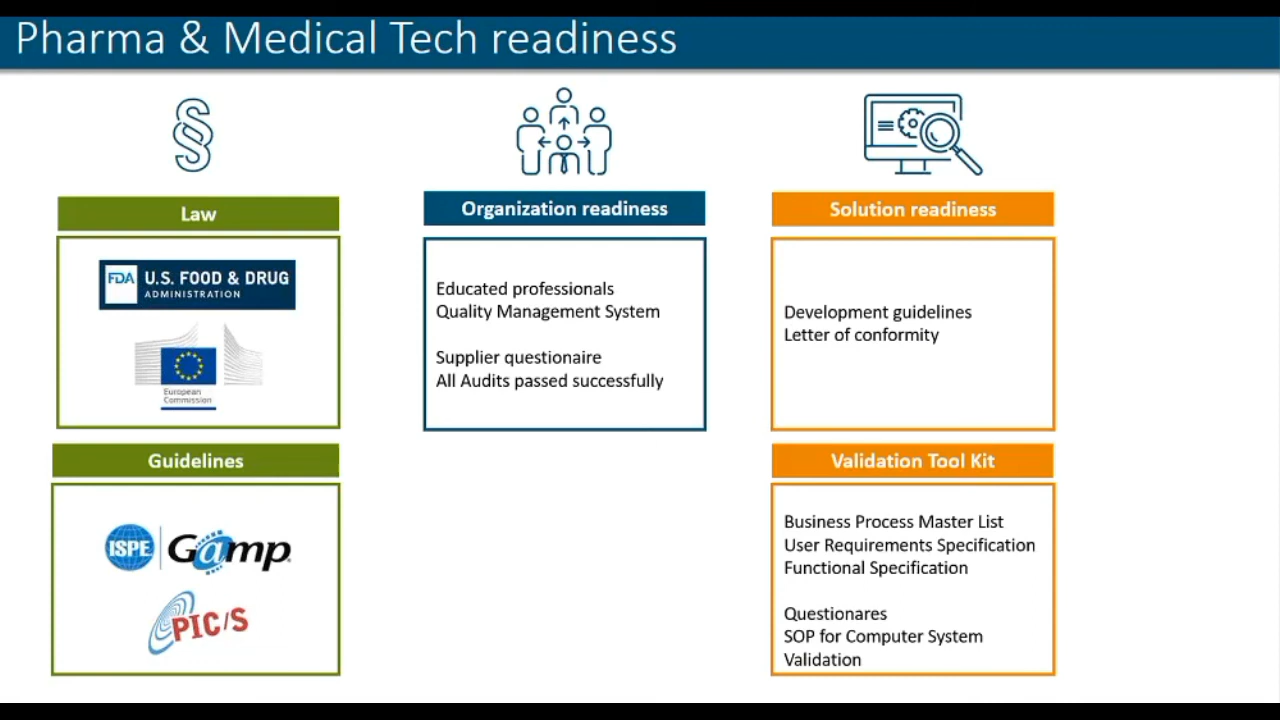 Pharma & Medical Tech readiness
Law
FDA U.S. FOOD & DRUG
ADMINISTRATION
European
Commission
Guidelines
ISPE GAMP
PIC/S
Organization readiness
Educated professionals
Quality Management System
Supplier questionaire
All Audits passed successfully
Solution readiness
Development guidelines
Letter of conformity
Validation Tool Kit
Business Process Master List
User Requirements Specification
Functional Specification
Questionares
SOP for Computer System
Validation